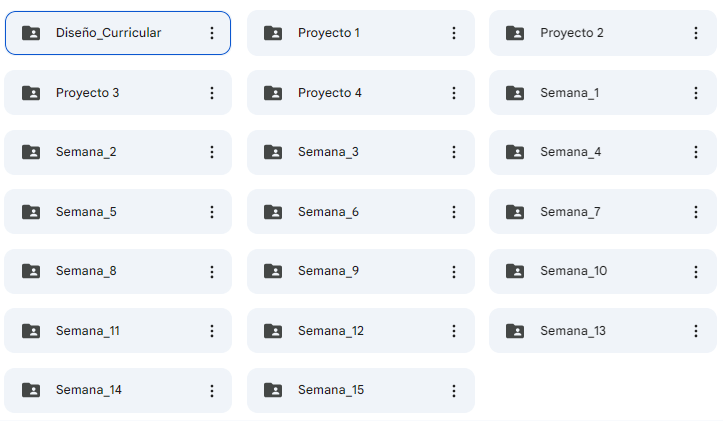 Diseño_Curricular
Proyecto 1
Proyecto 2
Proyecto 3
Proyecto 4
Semana_1
Semana_2
Semana_3
Semana_4
Semana_5
Semana_6
Semana_7
Semana_8
Semana_9
Semana_10
Semana_11
Semana_12
Semana_13
Semana_14
Semana_15